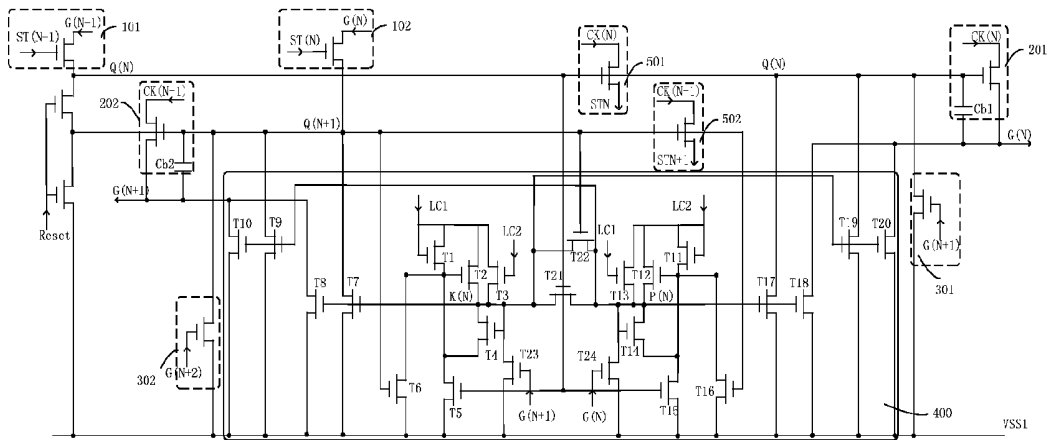 G(N-1)
101
ST(N-1)
G(N)
102
ST(N)
CK(N)
501
STN
CK(N)
201
Q(N)
Q(N)
CK(N-1)
202
Cb2
Q(N+1)
CK(N-1)
502
STN+1
Cb1
G(N)
G(N+1)
Reset
LC1
LC2
LC1
LC2
T10
T9
T1
T2
T3
T22
T12
T11
T13
T19
T20
G(N+1)
301
T8
T7
K(N)
T21
P(N)
T17
T18
T4
T23
T24
T14
302
G(N+2)
T6
T5
G(N+1)
G(N)
T15
T16
400
VSS1